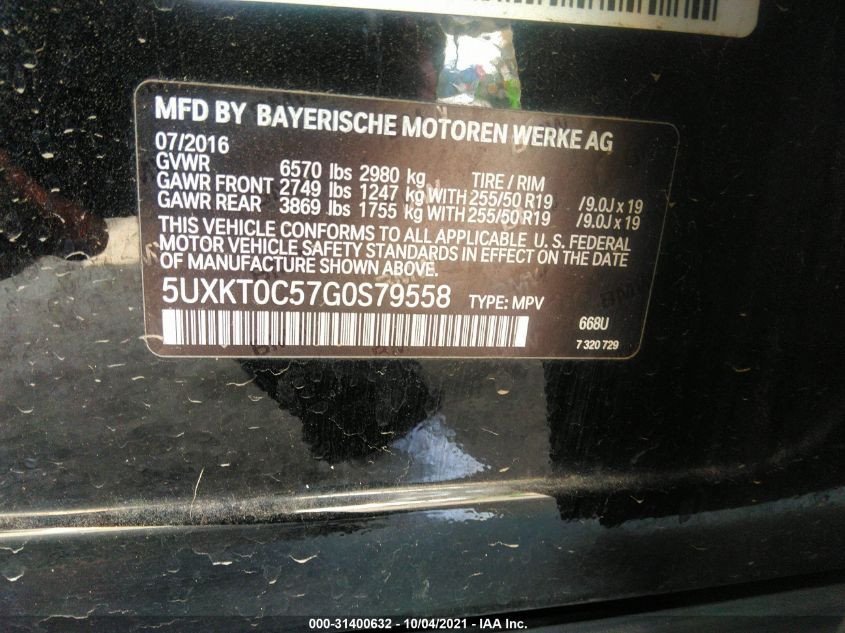 MFD BY BAYERISCHE MOTOREN WERKE AG
07/2016
GVWR 6570 lbs 2980 kg TIRE / RIM
GAWR FRONT 2749 lbs 1247 kg WITH 255/50 R19 /9.0J x 19
GAWR REAR 3869 lbs 1755 kg WITH 255/50 R19 /9.0J x 19
THIS VEHICLE CONFORMS TO ALL APPLICABLE U. S. FEDERAL
MOTOR VEHICLE SAFETY STANDARDS IN EFFECT ON THE DATE
OF MANUFACTURE SHOWN ABOVE.
5UXKT0C57G0S79558 TYPE: MPV
668U
7 320 729
000-31400632 - 10/04/2021 - IAA Inc.